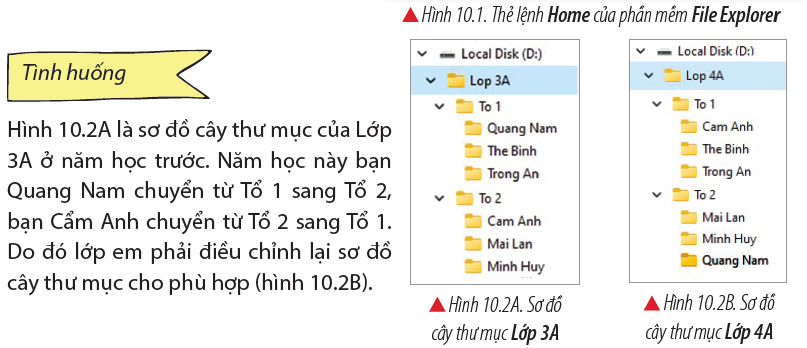 ▲ Hình 10.1. Thẻ lệnh Home của phần mềm File Explorer
Tình huống
Hình 10.2A là sơ đồ cây thư mục của Lớp
3A ở năm học trước. Năm học này bạn
Quang Nam chuyển từ Tổ 1 sang Tổ 2,
bạn Cẩm Anh chuyển từ Tổ 2 sang Tổ 1.
Do đó lớp em phải điều chỉnh lại sơ đồ
cây thư mục cho phù hợp (hình 10.2B).
Local Disk (D:)
Lop 3A
To 1
Quang Nam
The Binh
Trong An
To 2
Cam Anh
Mai Lan
Minh Huy
▲ Hình 10.2A. Sơ đồ
cây thư mục Lớp 3A
Local Disk (D:)
Lop 4A
To 1
Cam Anh
The Binh
Trong An
To 2
Mai Lan
Minh Huy
Quang Nam
▲ Hình 10.2B. Sơ đồ
cây thư mục Lớp 4A